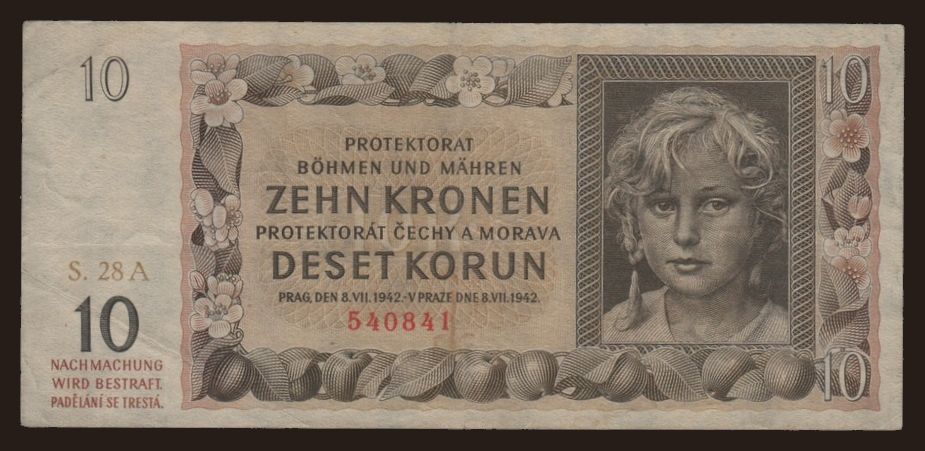 10
10
PROTEKTORAT
BÖHMEN UND MÄHREN
ZEHN KRONEN
PROTEKTORÁT ČECHY A MORAVA
DESET KORUN
PRAG, DEN 8. VII. 1942.-V PRAZE DNE 8. VII. 1942.
540841
S. 28 A
10
NACHMACHUNG
WIRD BESTRAFT.
PADĚLÁNÍ SE TRESTÁ.
10